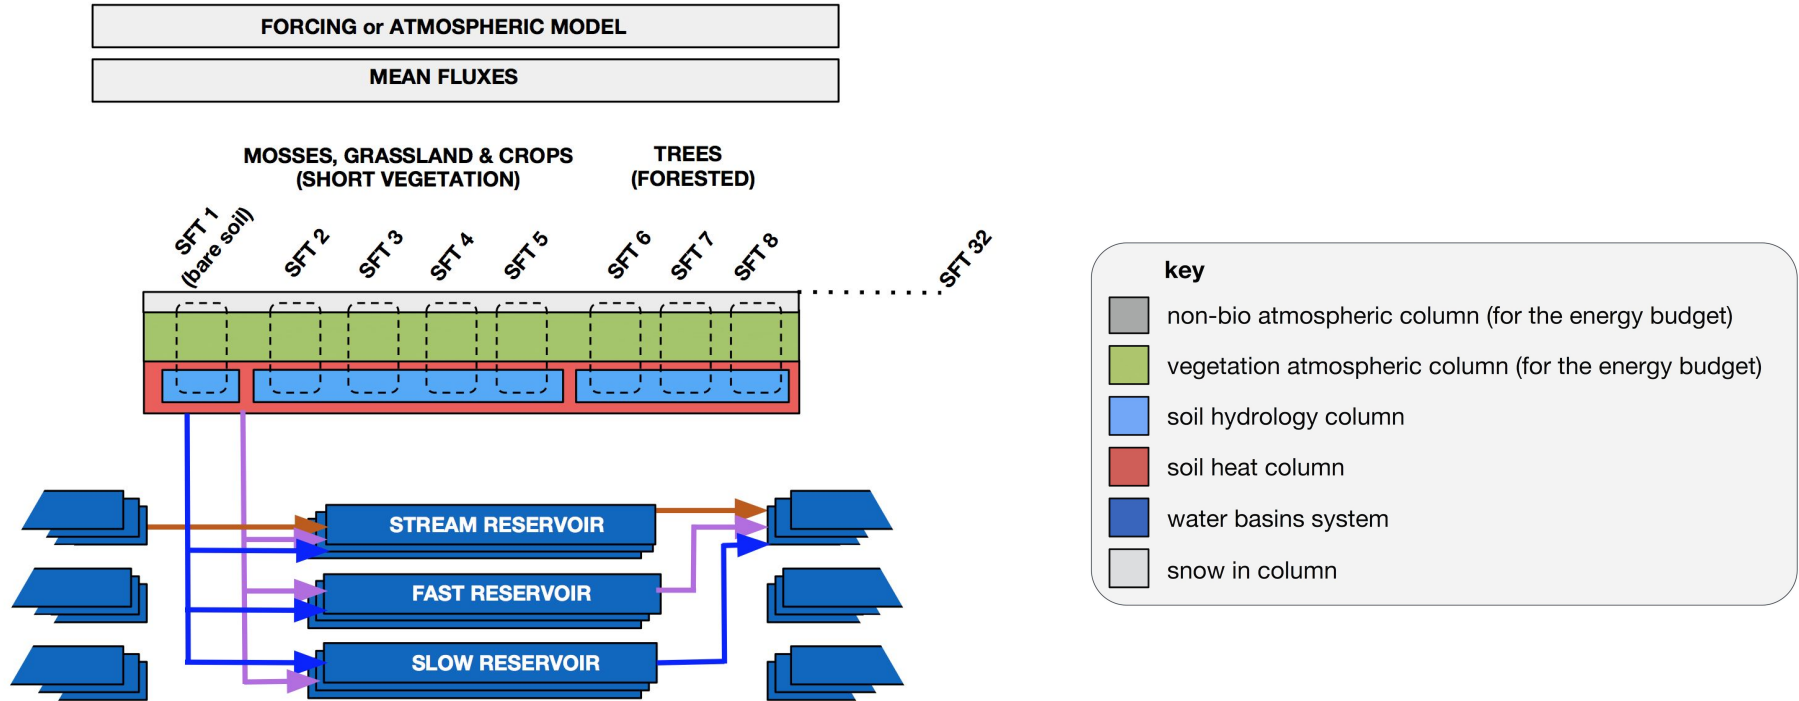 FORCING or ATMOSPHERIC MODEL
MEAN FLUXES
MOSSES, GRASSLAND & CROPS
(SHORT VEGETATION)
TREES
(FORESTED)
SFT 1
(bare soil)
SFT 2
SFT 3
SFT 4
SFT 5
SFT 6
SFT 7
SFT 8
SFT 32
STREAM RESERVOIR
FAST RESERVOIR
SLOW RESERVOIR
key
non-bio atmospheric column (for the energy budget)
vegetation atmospheric column (for the energy budget)
soil hydrology column
soil heat column
water basins system
snow in column